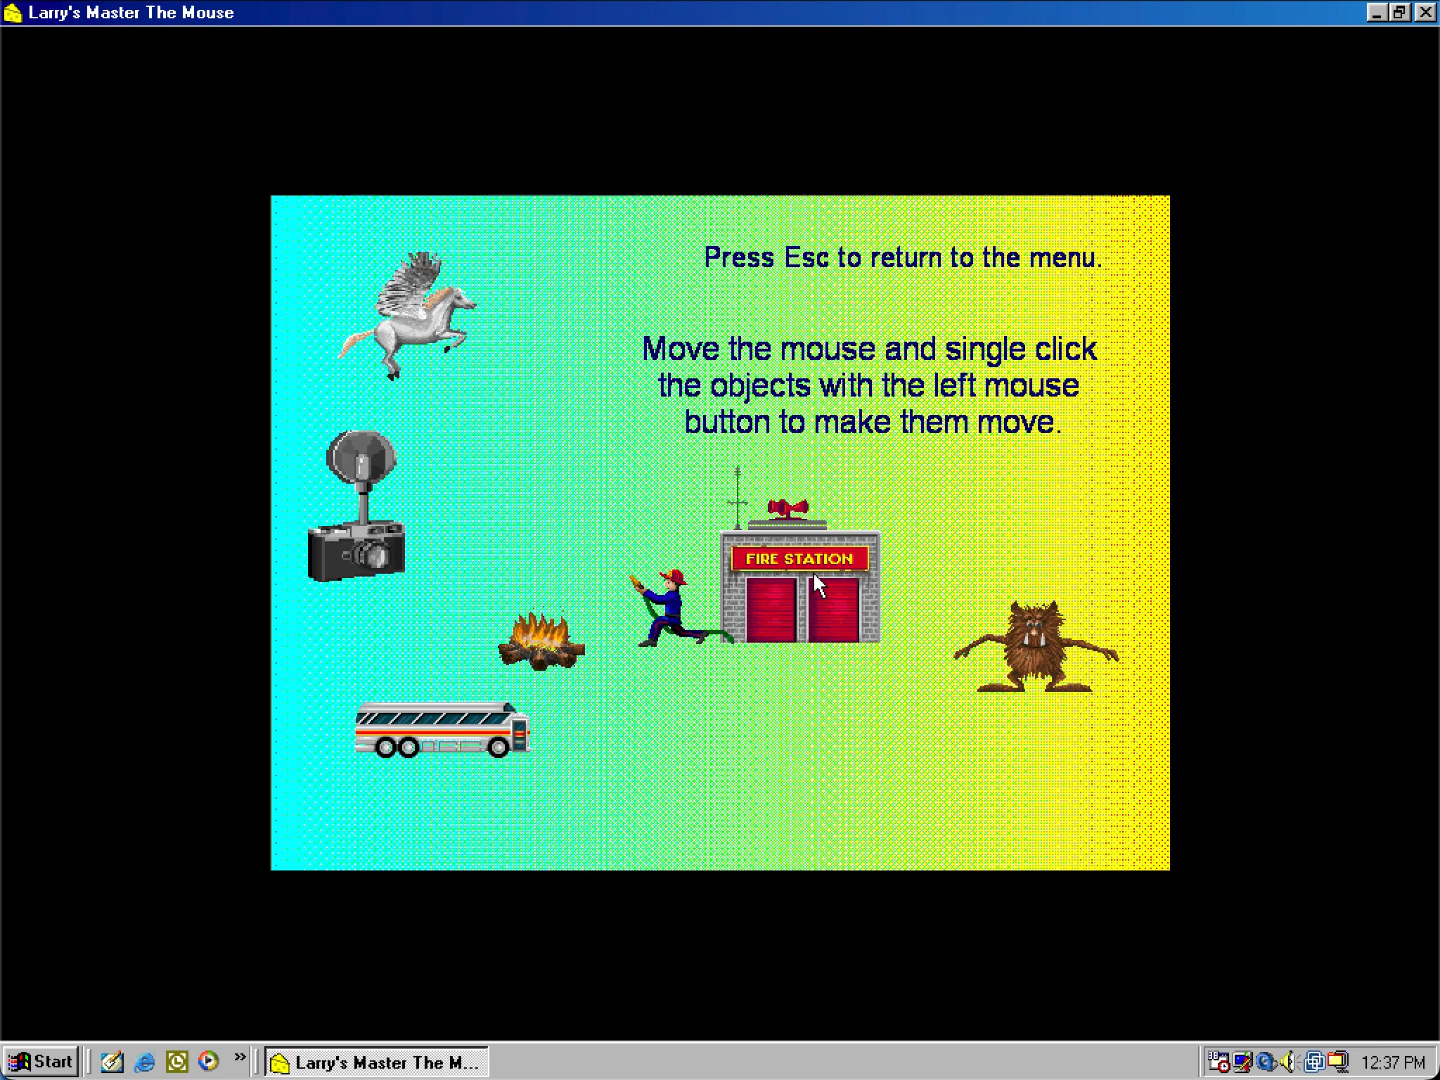 Larry's Master The Mouse
Press Esc to return to the menu.
Move the mouse and single click
the objects with the left mouse
button to make them move.
FIRE STATION
Start
Larry's Master The M...
12:37 PM